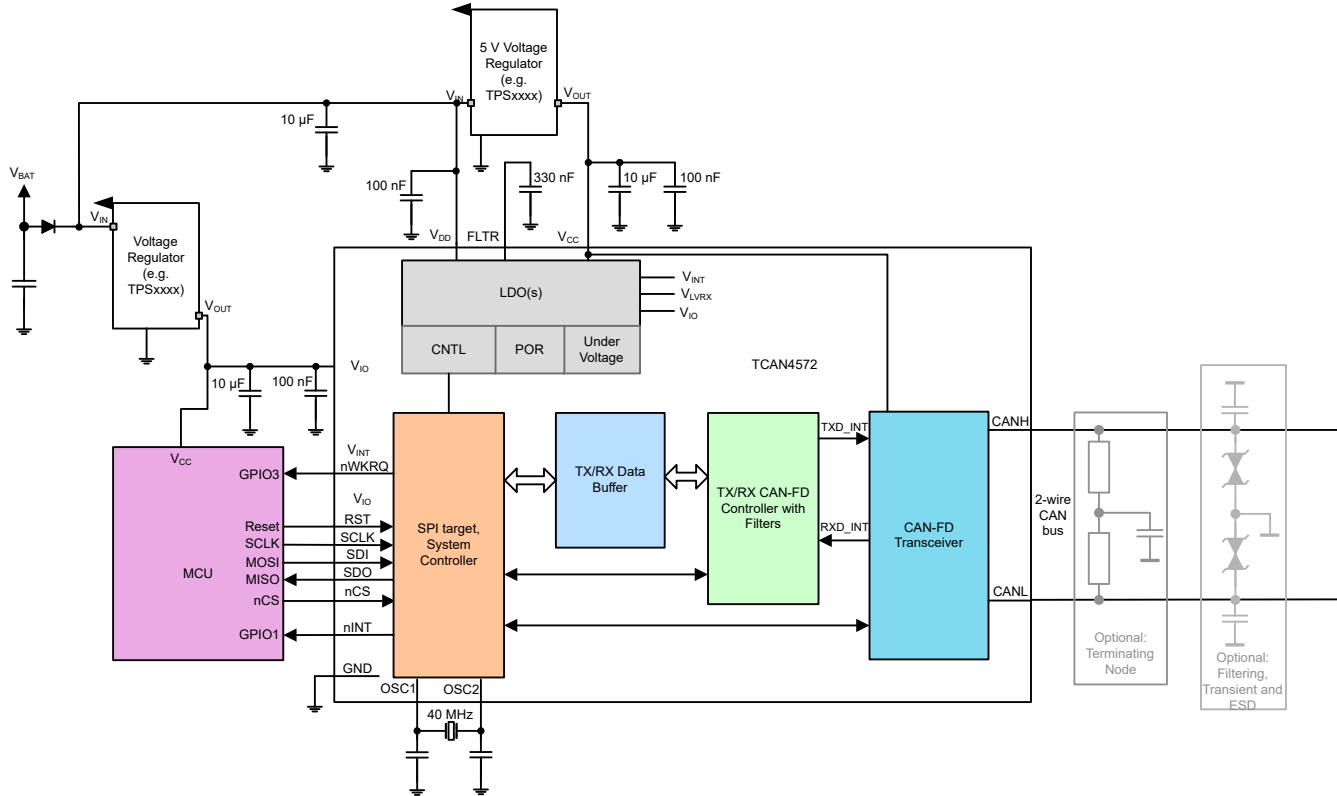 5 V Voltage
Regulator
(e.g.
TPSxxxx)
VIN
VOUT
10 µF
VBAT
100 nF
330 nF
10 µF
100 nF
VIN
Voltage
Regulator
(e.g.
TPSxxxx)
VOUT
VDD
FLTR
VCC
LDO(s)
VINT
VLVRX
VIO
CNTL
POR
Under
Voltage
TCAN4572
VIO
10 µF
100 nF
VCC
MCU
GPIO3
Reset
SCLK
MOSI
MISO
nCS
GPIO1
VINT
nWKRQ
VIO
RST
SCLK
SDI
SDO
nCS
nINT
GND
SPI target,
System
Controller
TX/RX Data
Buffer
TX/RX CAN-FD
Controller with
Filters
TXD_INT
RXD_INT
CAN-FD
Transceiver
CANH
CANL
2-wire
CAN
bus
Optional:
Terminating
Node
Optional:
Filtering,
Transient and
ESD
OSC1
OSC2
40 MHz